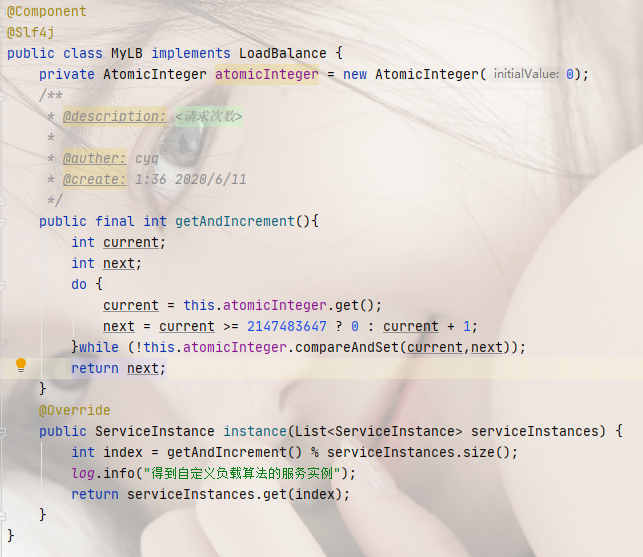 @Component
@Slf4j
public class MyLB implements LoadBalance {
    private AtomicInteger atomicInteger = new AtomicInteger( initialValue: 0);
    /**
     * @description: <请求次数>
     *
     * @auther: cyq
     * @create: 1:36 2020/6/11
     */
    public final int getAndIncrement(){
        int current;
        int next;
        do {
            current = this.atomicInteger.get();
            next = current >= 2147483647 ? 0 : current + 1;
        }while (!this.atomicInteger.compareAndSet(current,next));
        return next;
    }
    @Override
    public ServiceInstance instance(List<ServiceInstance> serviceInstances) {
        int index = getAndIncrement() % serviceInstances.size();
        log.info("得到自定义负载算法的服务实例");
        return serviceInstances.get(index);
    }
}